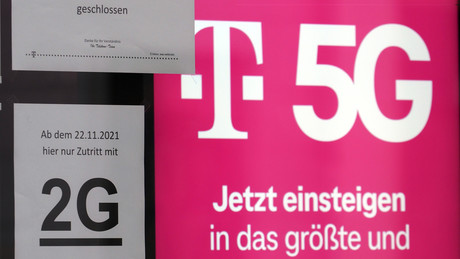 geschlossen
Ab dem 22.11.2021
hier nur Zutritt mit
2G
T 5G
Jetzt einsteigen
in das größte und